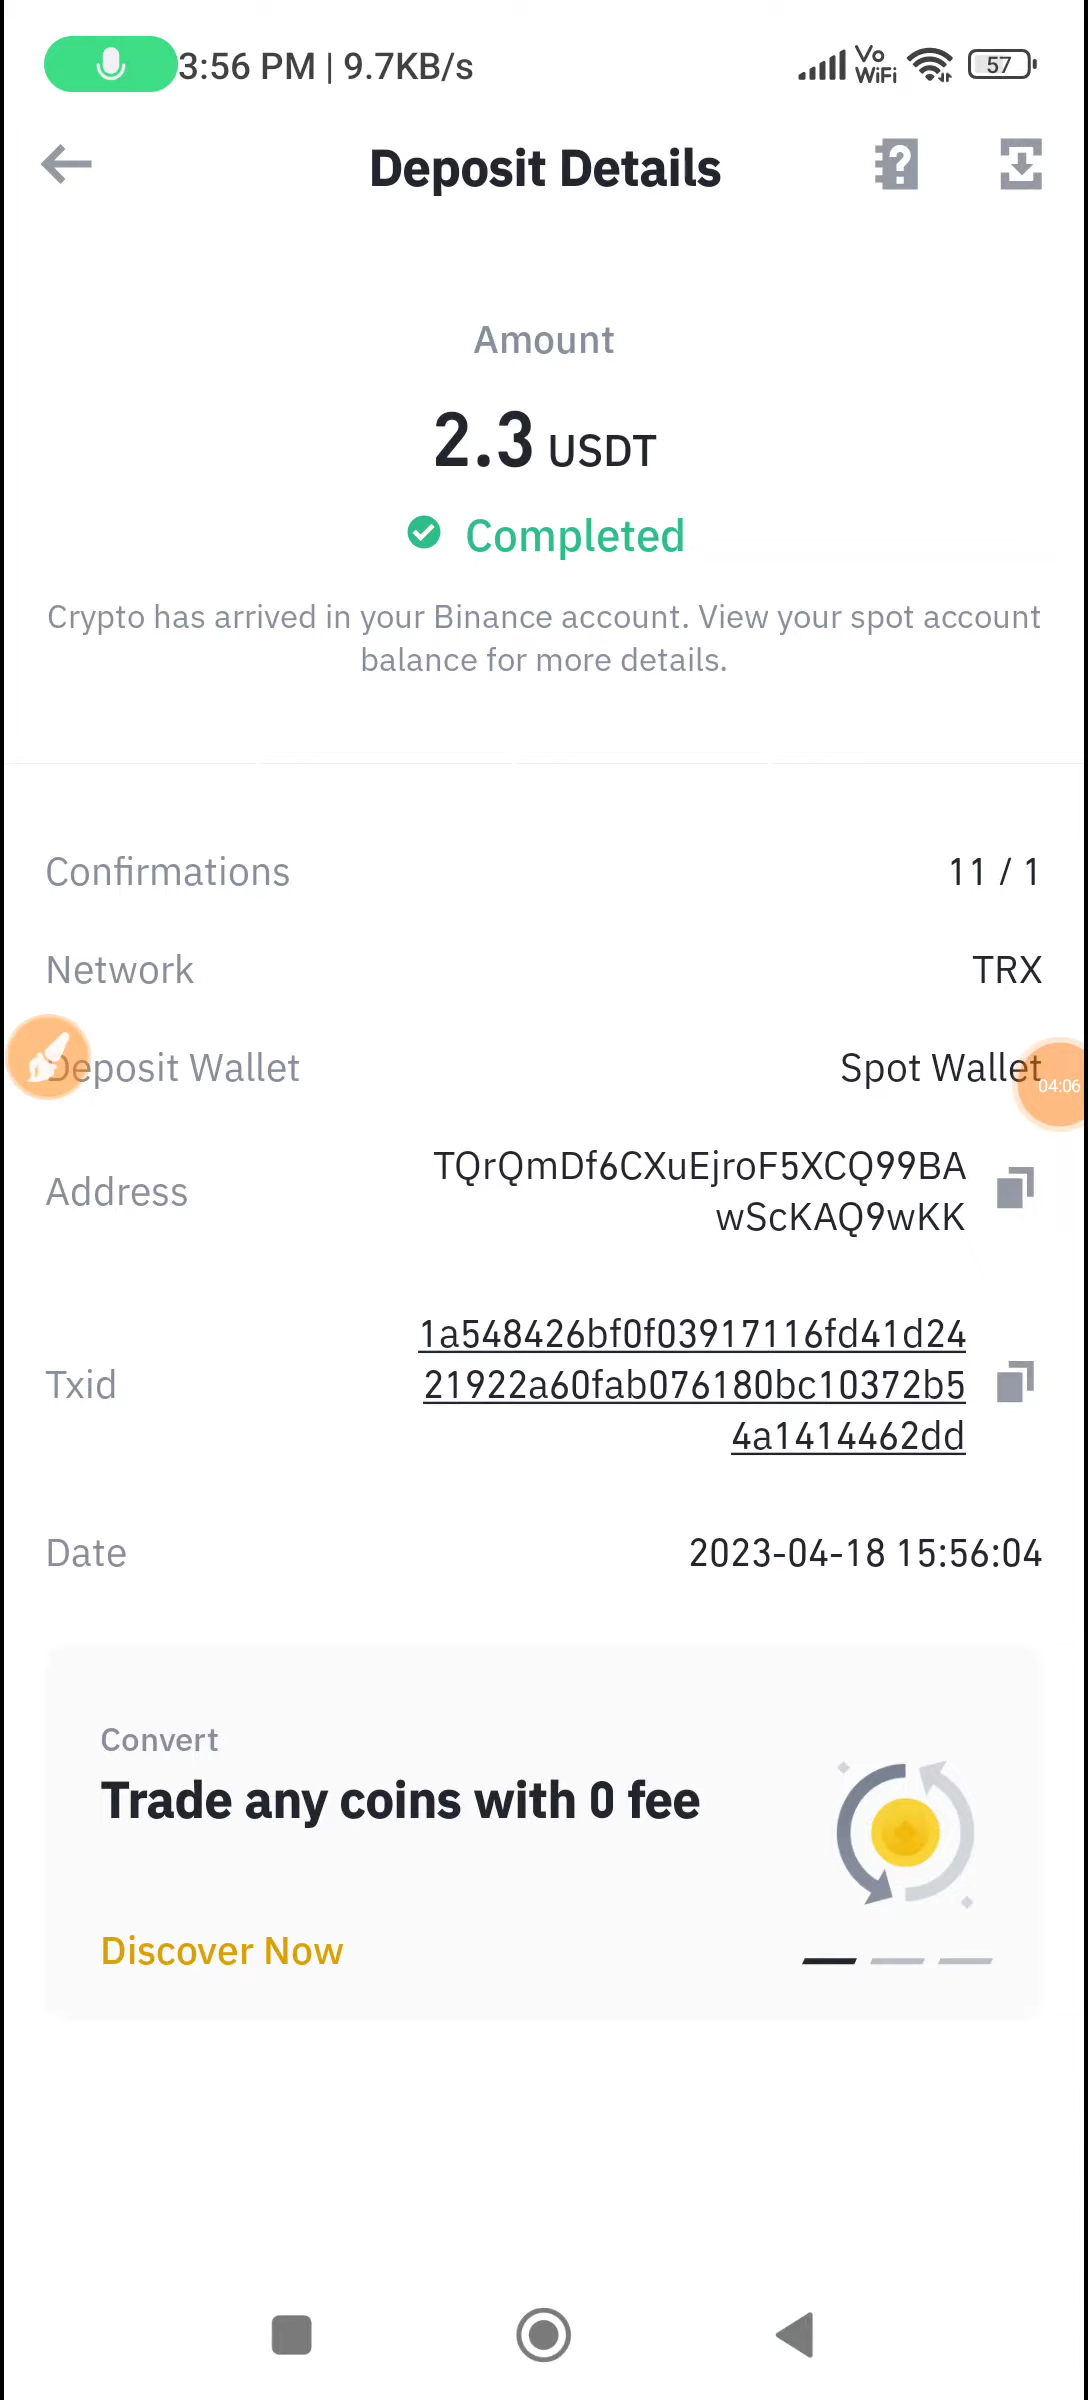 3:56 PM | 9.7KB/s
Vo
WiFi
57
Deposit Details
Amount
2.3 USDT
Completed
Crypto has arrived in your Binance account. View your spot account
balance for more details.
Confirmations
11 / 1
Network
TRX
Deposit Wallet
Spot Wallet
04:06
Address
TQrQmDf6CXuEjroF5XCQ99BA
wScKAQ9wKK
Txid
1a548426bf0f03917116fd41d24
21922a60fab076180bc10372b5
4a1414462dd
Date
2023-04-18 15:56:04
Convert
Trade any coins with 0 fee
Discover Now